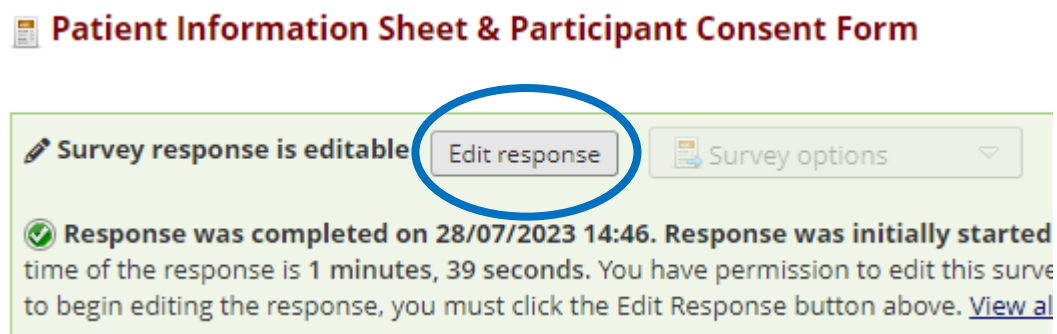 Patient Information Sheet & Participant Consent Form
Survey response is editable Edit response Survey options
Response was completed on 28/07/2023 14:46. Response was initially started
time of the response is 1 minutes, 39 seconds. You have permission to edit this surve
to begin editing the response, you must click the Edit Response button above. View al